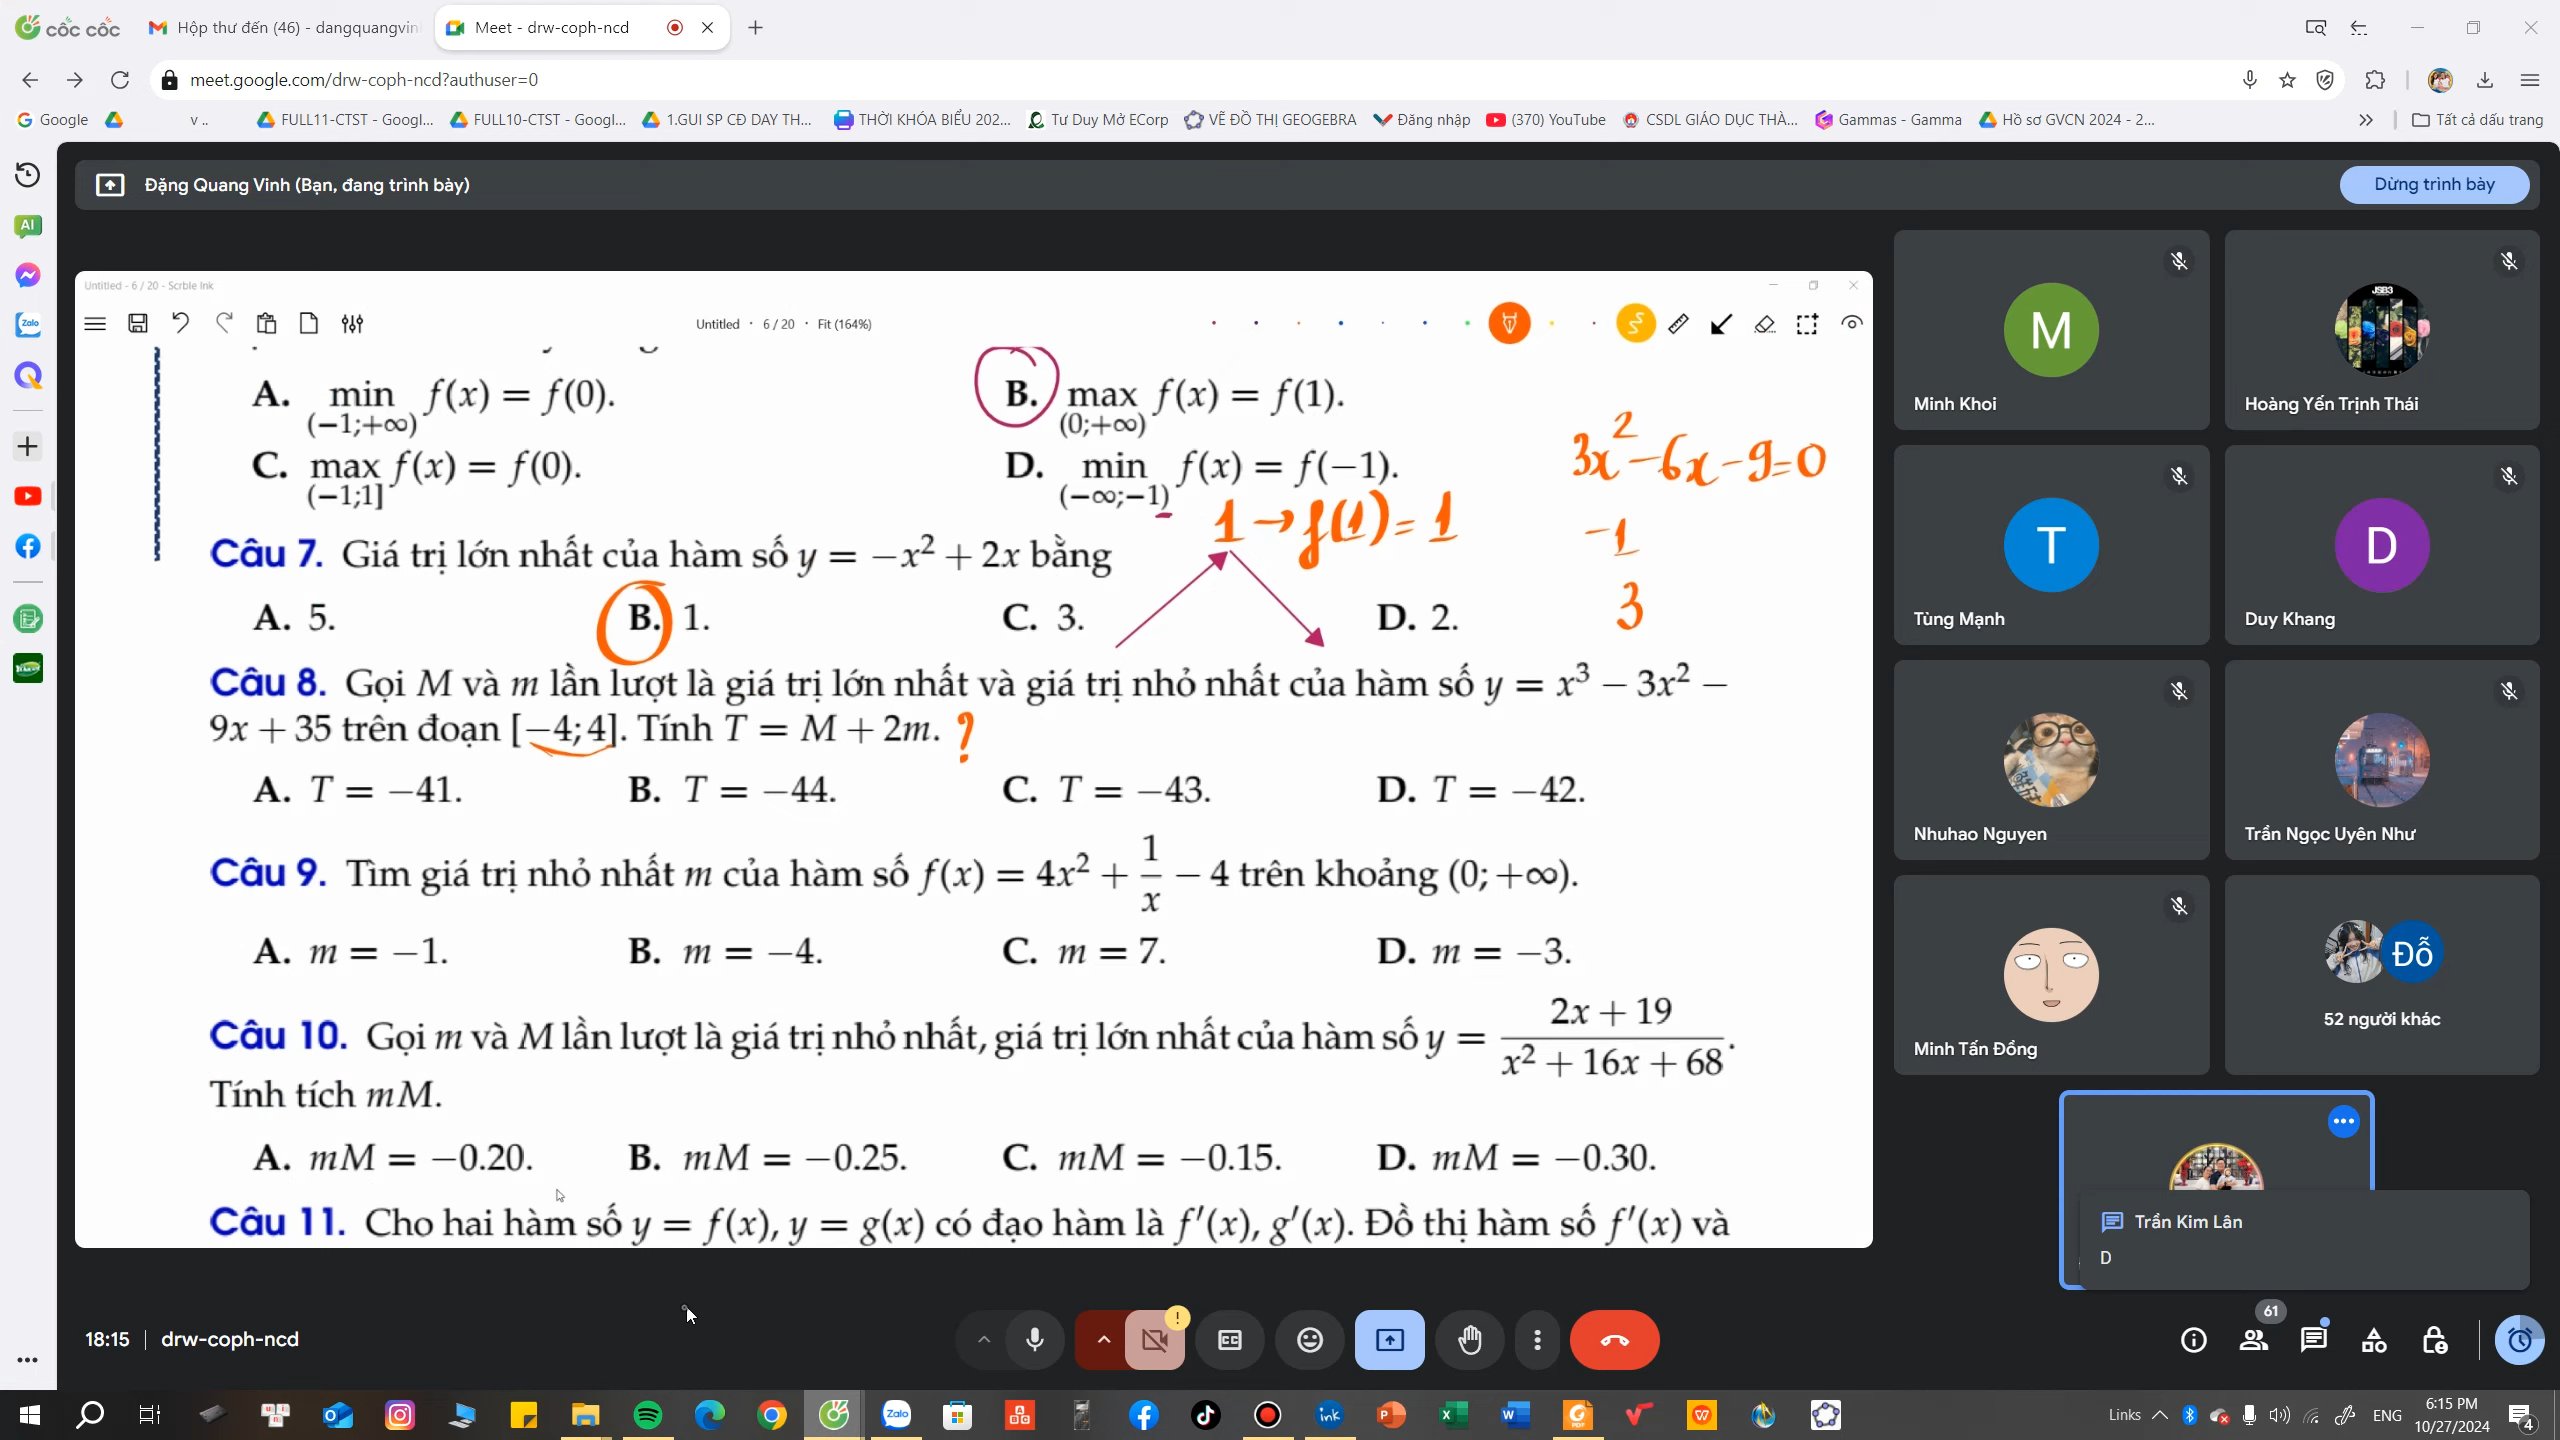 cốc cốc
Hộp thư đến (46) - dangquangvin
Meet - drw-coph-ncd
meet.google.com/drw-coph-ncd?authuser=0
Google
v ..
FULL11-CTST - Googl...
FULL10-CTST - Googl...
1.GUI SP CĐ DAY TH...
THỜI KHÓA BIỂU 202...
Tư Duy Mở ECorp
VẼ ĐỒ THỊ GEOGEBRA
Đăng nhập
(370) YouTube
CSDL GIÁO DỤC THÀ...
Gammas - Gamma
Hồ sơ GVCN 2024 - 2...
Tất cả dấu trang
AI
Zalo
Đặng Quang Vinh (Bạn, đang trình bày)
Dừng trình bày
Untitled - 6 / 20 - Scrble Ink
Untitled · 6 / 20 · Fit (164%)
A. min f(x) = f(0).
(−1;+∞)
B. max f(x) = f(1).
(0;+∞)
C. max f(x) = f(0).
(−1;1]
D. min f(x) = f(−1).
(−∞;−1)
3x² − 6x − 9 = 0
−1
3
1 → f(1) = 1
Câu 7. Giá trị lớn nhất của hàm số y = −x² + 2x bằng
A. 5.
B. 1.
C. 3.
D. 2.
Câu 8. Gọi M và m lần lượt là giá trị lớn nhất và giá trị nhỏ nhất của hàm số y = x³ − 3x² −
9x + 35 trên đoạn [−4; 4]. Tính T = M + 2m. ?
A. T = −41.
B. T = −44.
C. T = −43.
D. T = −42.
Câu 9. Tìm giá trị nhỏ nhất m của hàm số f(x) = 4x² + 1/x − 4 trên khoảng (0; +∞).
A. m = −1.
B. m = −4.
C. m = 7.
D. m = −3.
Câu 10. Gọi m và M lần lượt là giá trị nhỏ nhất, giá trị lớn nhất của hàm số y = (2x + 19)/(x² + 16x + 68).
Tính tích mM.
A. mM = −0.20.
B. mM = −0.25.
C. mM = −0.15.
D. mM = −0.30.
Câu 11. Cho hai hàm số y = f(x), y = g(x) có đạo hàm là f′(x), g′(x). Đồ thị hàm số f′(x) và
M
Minh Khoi
JSB3
Hoàng Yến Trịnh Thái
T
Tùng Mạnh
D
Duy Khang
Nhuhao Nguyen
Trần Ngọc Uyên Như
Minh Tấn Đồng
Đỗ
52 người khác
Trần Kim Lân
D
18:15 | drw-coph-ncd
61
Zalo
ink
Links
ENG
6:15 PM
10/27/2024
4